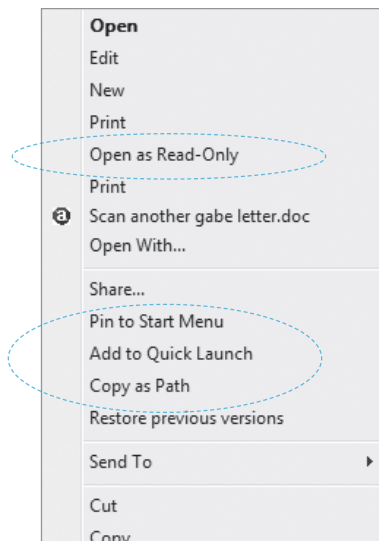 Open
Edit
New
Print
Open as Read-Only
Print
Scan another gabe letter.doc
Open With...
Share...
Pin to Start Menu
Add to Quick Launch
Copy as Path
Restore previous versions
Send To
Cut
Copy